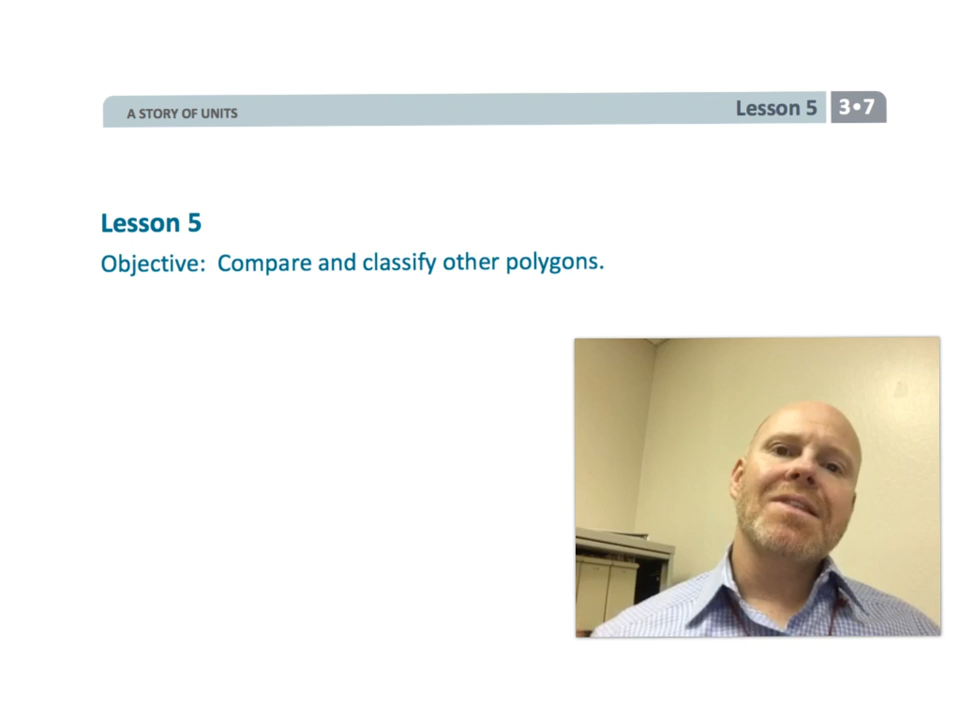 A STORY OF UNITS
Lesson 5 3•7
Lesson 5
Objective: Compare and classify other polygons.